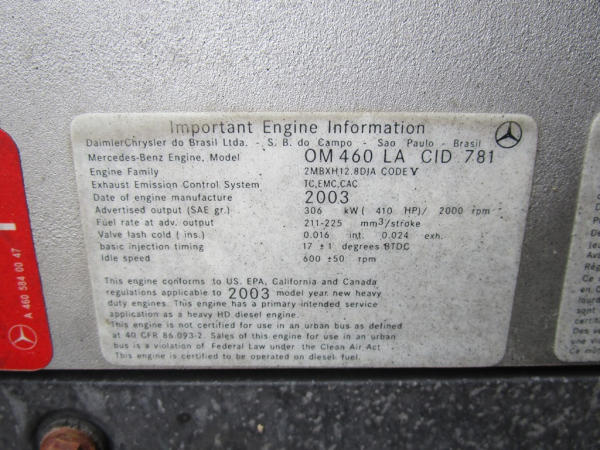 Important Engine Information
DaimlerChrysler do Brasil Ltda. - S. B. do Campo - Sao Paulo - Brasil
Mercedes-Benz Engine, Model OM 460 LA CID 781
Engine Family 2MBXH12.8DJA CODE V
Exhaust Emission Control System TC,EMC,CAC
Date of engine manufacture 2003
Advertised output (SAE gr.) 306 kW ( 410 HP)/ 2000 rpm
Fuel rate at adv. output 211-225 mm³/stroke
Valve lash cold ( ins.) 0.016 int. 0.024 exh.
basic injection timing 17 ±1 degrees BTDC
Idle speed 600 ±50 rpm
This engine conforms to US. EPA, California and Canada
regulations applicable to 2003 model year new heavy
duty engines. This engine has a primary intended service
application as a heavy HD diesel engine.
This engine is not certified for use in an urban bus as defined
at 40 CFR 86.093-2. Sales of this engine for use in an urban
bus is a violation of Federal Law under the Clean Air Act
This engine is certified to be operated on diesel fuel.
A 460 584 00 47